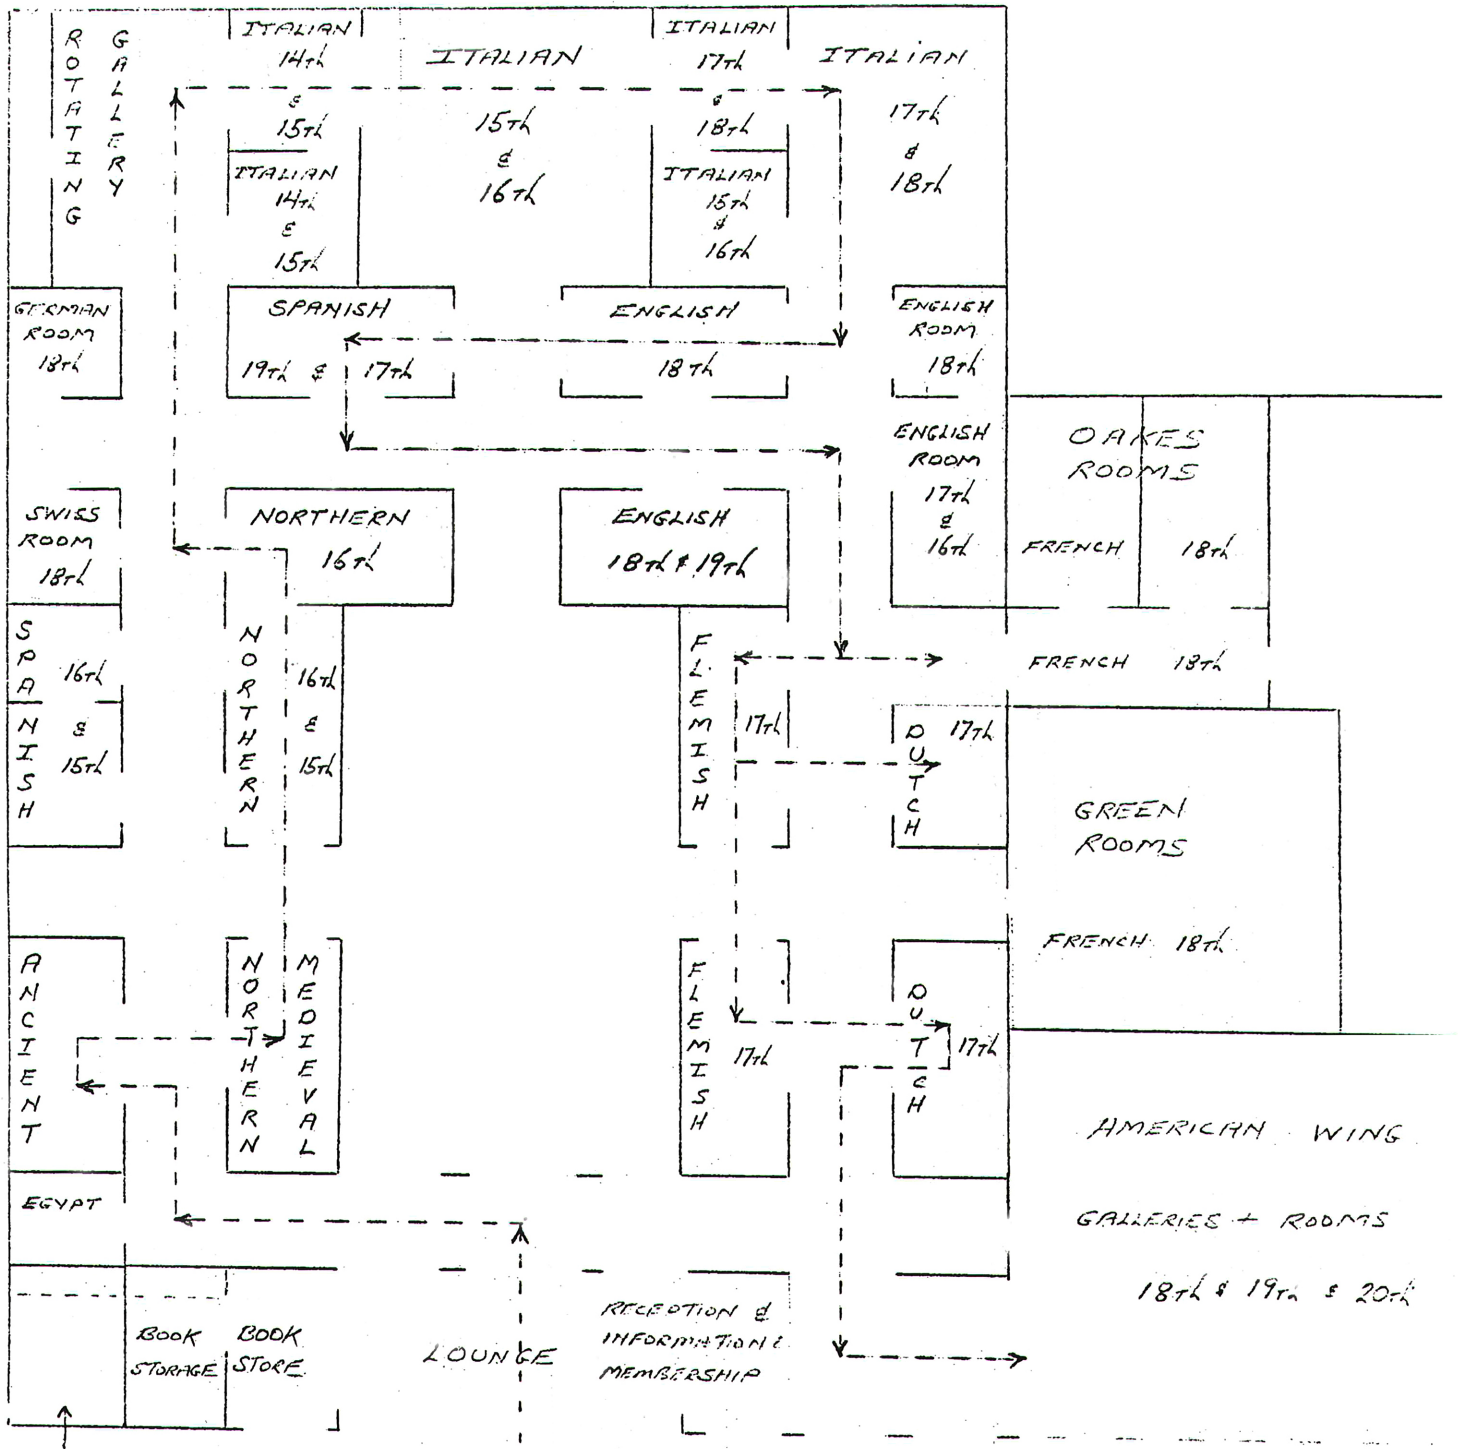 ROTATING
GALLERY
ITALIAN
14Th
&
15Th
ITALIAN
15Th
&
16Th
ITALIAN
17Th
&
18Th
ITALIAN
17Th
&
18Th
ITALIAN
14Th
&
15Th
ITALIAN
15Th
&
16Th
GERMAN
ROOM
18Th
SPANISH
19Th & 17Th
ENGLISH
18Th
ENGLISH
ROOM
18Th
ENGLISH
ROOM
17Th
&
16Th
OAKES
ROOMS
FRENCH 18Th
SWISS
ROOM
18Th
NORTHERN
16Th
ENGLISH
18Th & 19Th
SPANISH
16Th
&
15Th
NORTHERN
16Th
&
15Th
FLEMISH
17Th
FRENCH 18Th
DUTCH
17Th
GREEN
ROOMS
FRENCH 18Th
ANCIENT
NORTHERN
MEDIEVAL
FLEMISH
17Th
DUTCH
17Th
AMERICAN WING
GALLERIES + ROOMS
18Th & 19Th & 20Th
EGYPT
BOOK
STORAGE
BOOK
STORE
LOUNGE
RECEPTION &
INFORMATION &
MEMBERSHIP